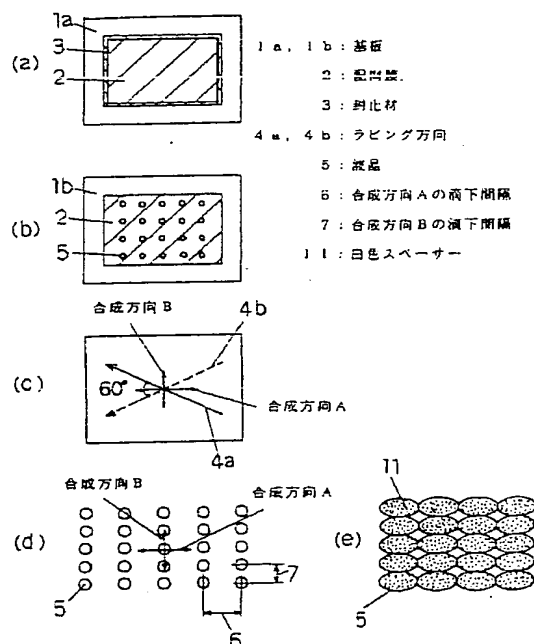 1a
3
(a)
2
1a, 1b : 基板
2 : 配向膜
3 : 封止材
4a, 4b : ラビング方向
5 : 液晶
6 : 合成方向Aの滴下間隔
7 : 合成方向Bの滴下間隔
11 : 白色スペーサー
1b
2
(b)
5
合成方向B
4b
(c)
60°
合成方向A
4a
合成方向B
合成方向A
(d)
7
5
6
11
(e)
5